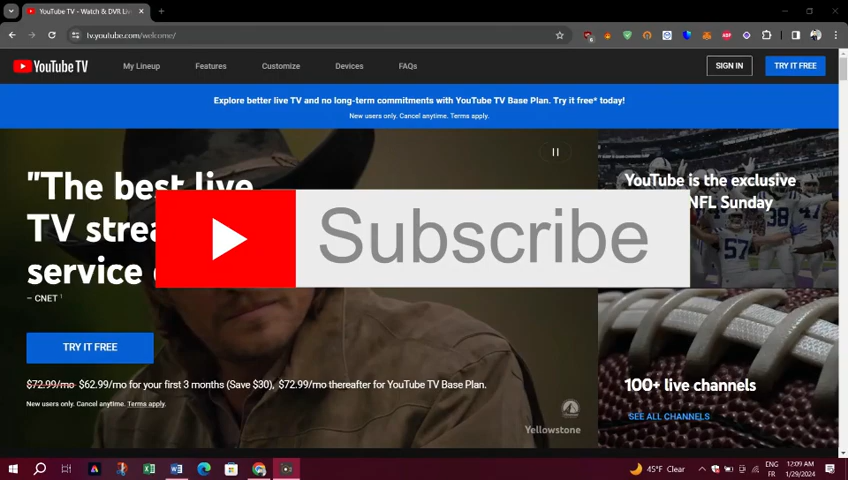 YouTube TV - Watch & DVR Liv
tv.youtube.com/welcome/
YouTube TV
My Lineup
Features
Customize
Devices
FAQs
SIGN IN
TRY IT FREE
Explore better live TV and no long-term commitments with YouTube TV Base Plan. Try it free* today!
New users only. Cancel anytime. Terms apply.
"The best live
TV strea
service
– CNET 1
Subscribe
YouTube is the exclusive
NFL Sunday
TRY IT FREE
$72.99/mo $62.99/mo for your first 3 months (Save $30), $72.99/mo thereafter for YouTube TV Base Plan.
New users only. Cancel anytime. Terms apply.
Yellowstone
100+ live channels
SEE ALL CHANNELS
45°F Clear
ENG
FR
12:09 AM
1/29/2024